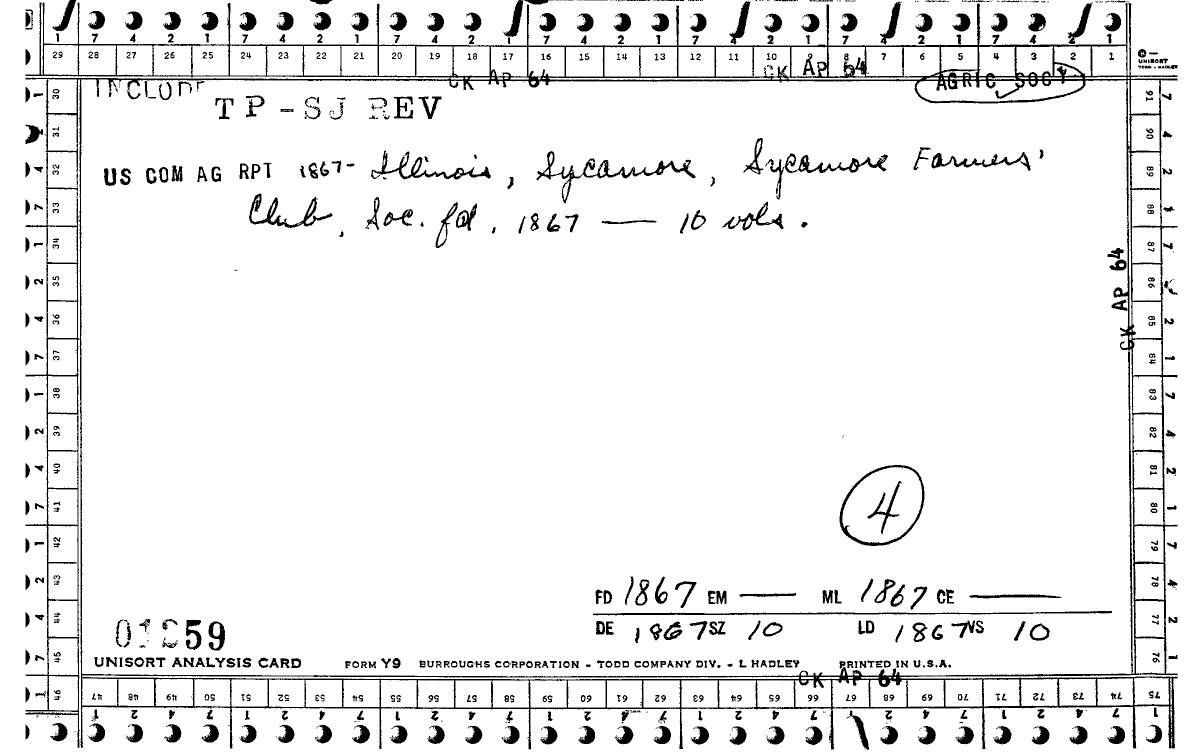 7 4 2 1 7 4 2 1 7 4 2 1 7 4 2 1 7 4 2 1 7 4 2 1 7 4 2 1
29 28 27 26 25 24 23 22 21 20 19 18 17 16 15 14 13 12 11 10 9 8 7 6 5 4 3 2 1
UNISORT
TODD - HADLEY
CK AP 64 CK AP 64
AGRIC SOCY
INCLODE
TP-SJ REV
US COM AG RPT 1867- Illinois, Sycamore, Sycamore Farmers'
Club, Soc. fd, 1867 — 10 vols.
CK AP 64
4
FD 1867 EM — ML 1867 CE —
DE 1867 SZ 10 LD 1867 VS 10
01259
UNISORT ANALYSIS CARD FORM Y9 BURROUGHS CORPORATION - TODD COMPANY DIV. - L HADLEY PRINTED IN U.S.A.
CK AP 64
30 31 32 33 34 35 36 37 38 39 40 41 42 43 44 45 46
47 48 49 50 51 52 53 54 55 56 57 58 59 60 61 62 63 64 65 66 67 68 69 70 71 72 73 74 75
91 90 89 88 87 86 85 84 83 82 81 80 79 78 77 76